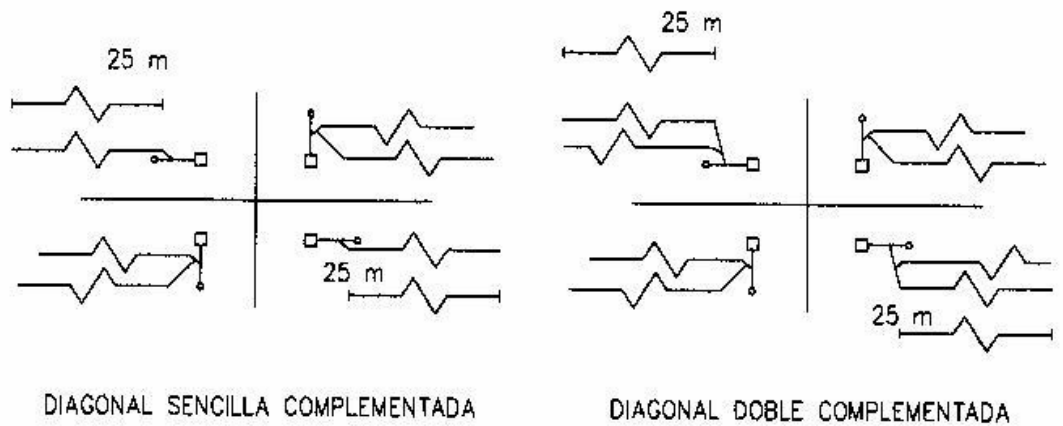 25 m
25 m
25 m
25 m
DIAGONAL SENCILLA COMPLEMENTADA
DIAGONAL DOBLE COMPLEMENTADA